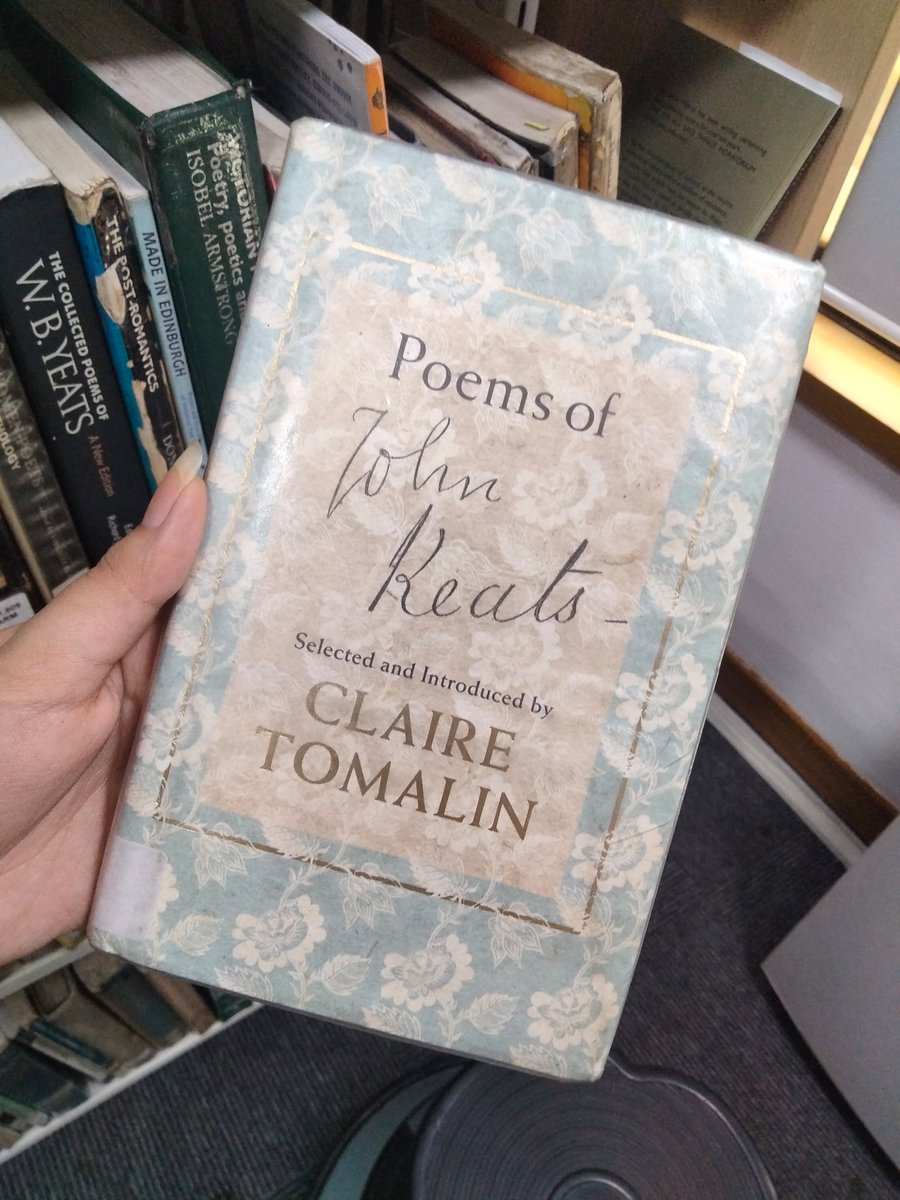 Poems of
John
Keats
Selected and Introduced by
CLAIRE
TOMALIN
THE COLLECTED POEMS OF
W. B. YEATS
A New Edition
THE POST-ROMANTICS
MADE IN EDINBURGH
VICTORIAN
Poetry, poetics and
ISOBEL ARMSTRONG